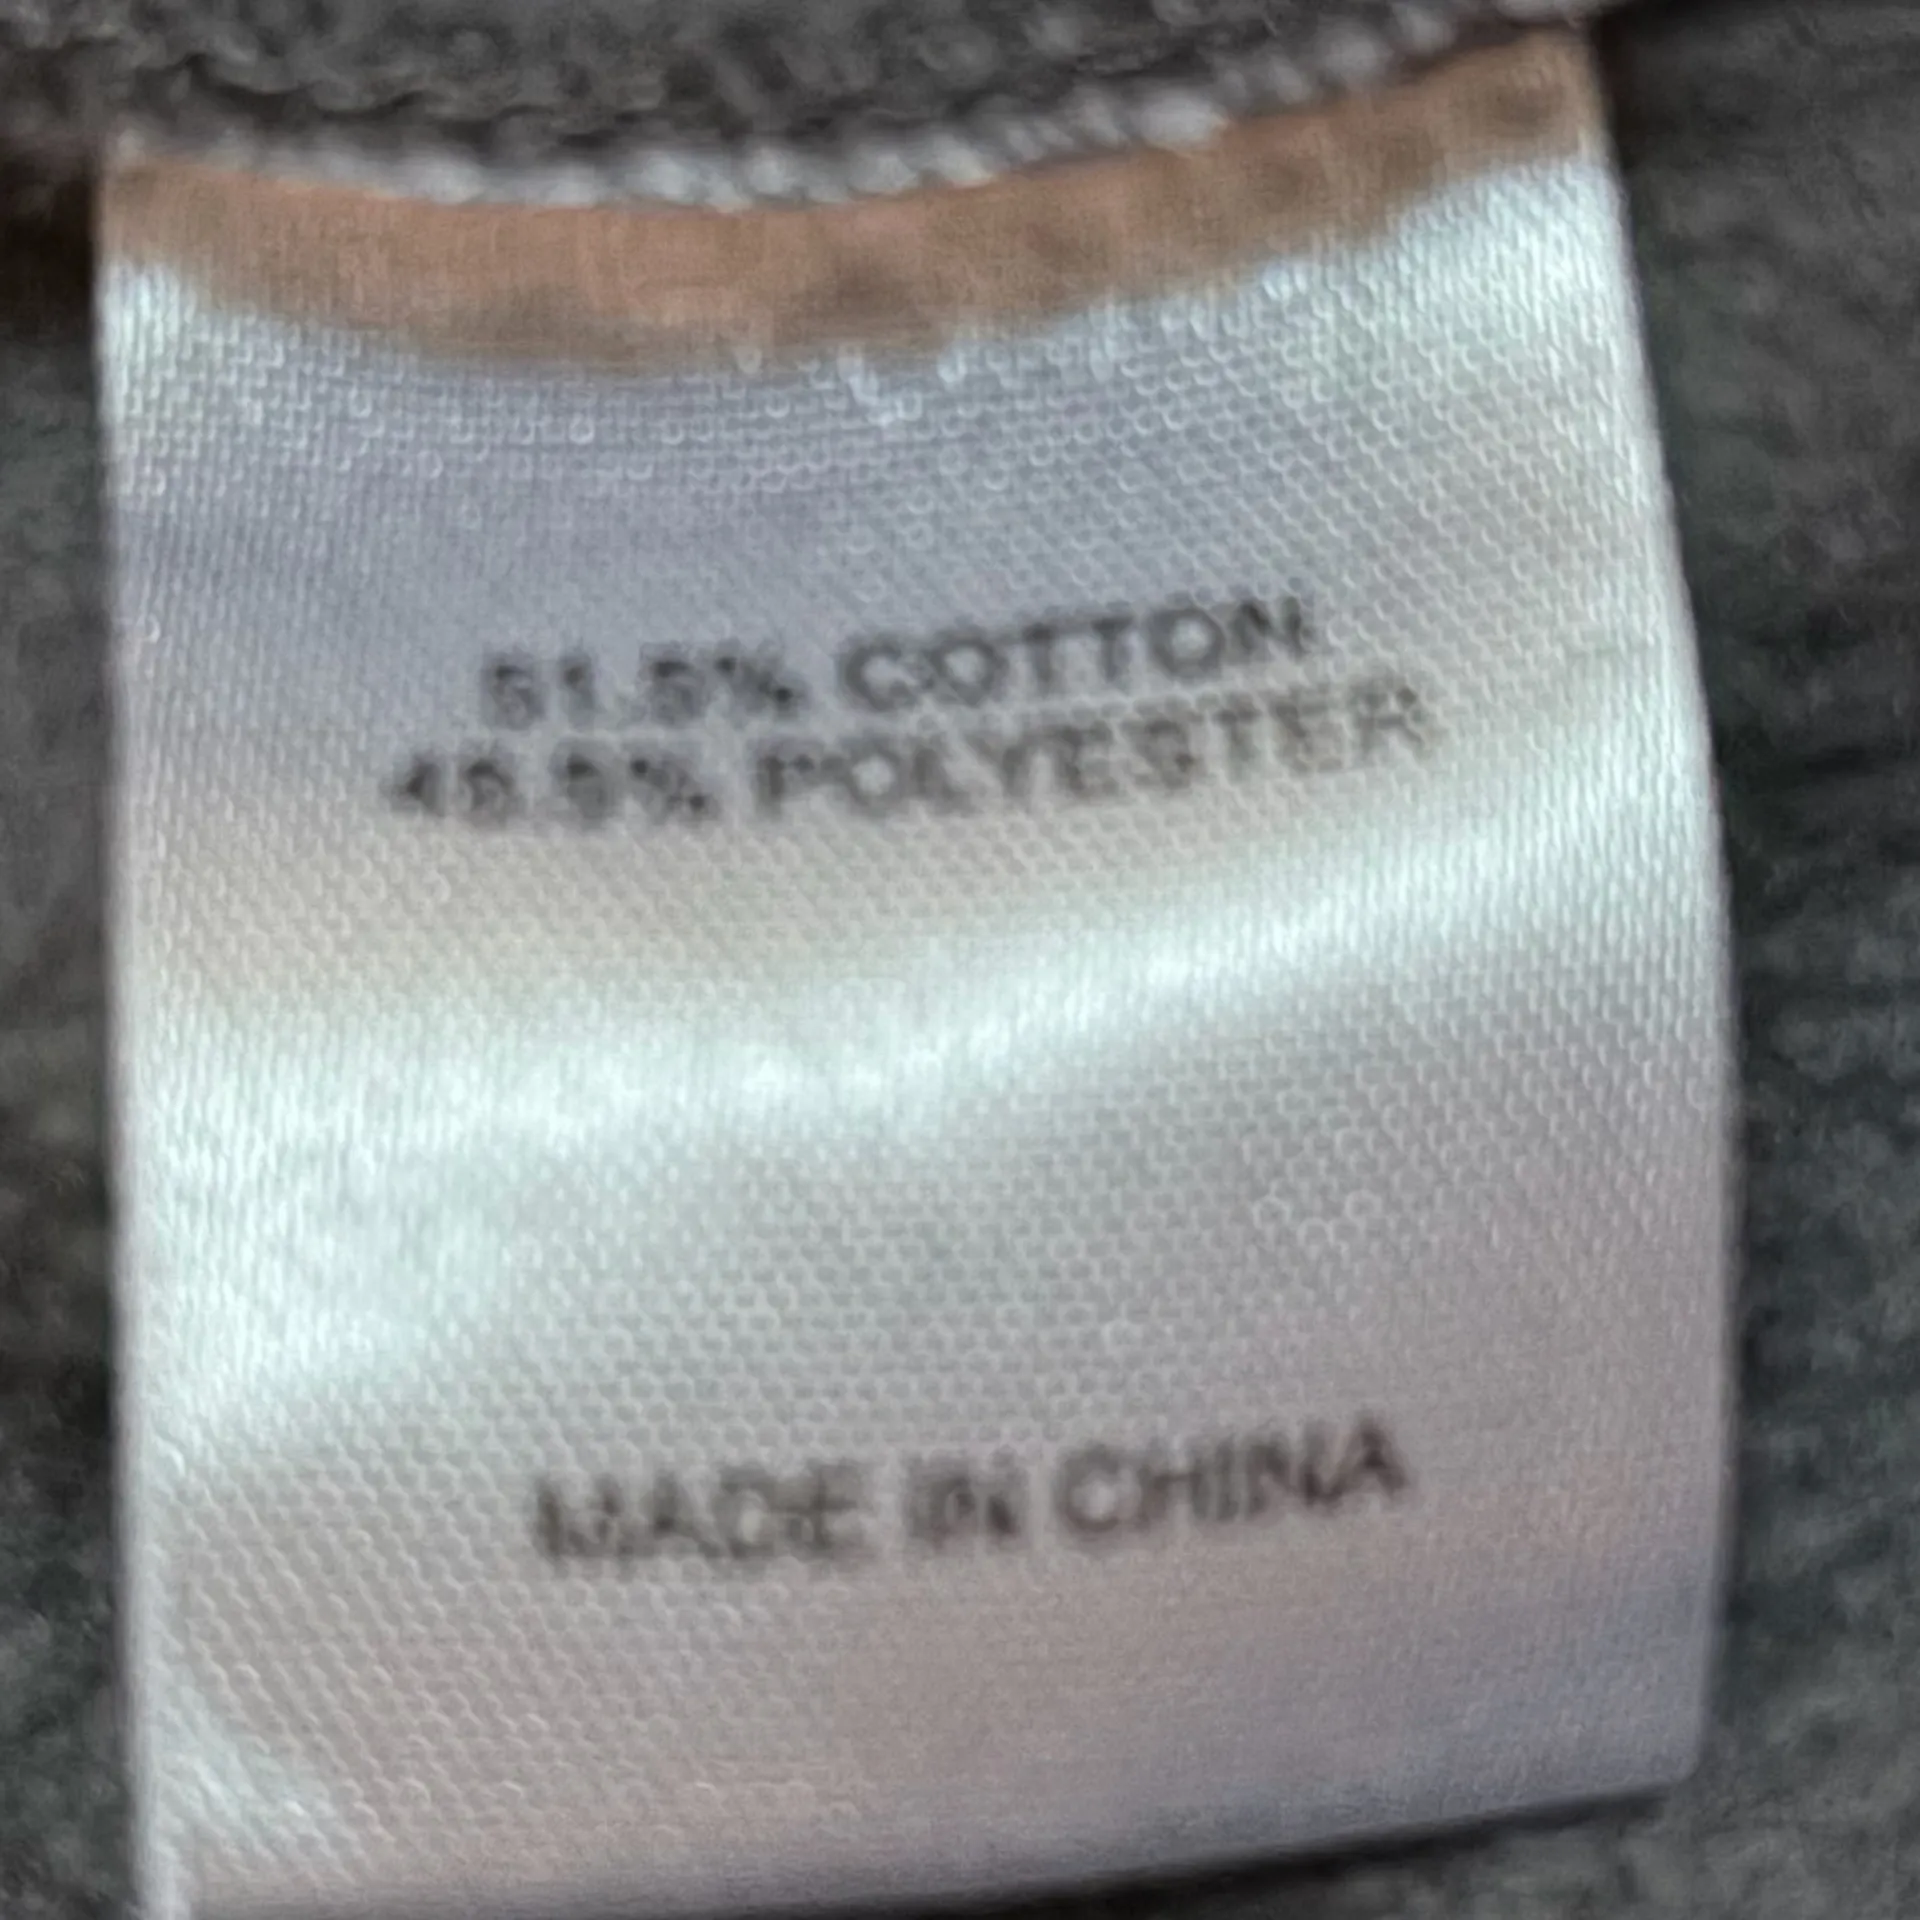 51.5% COTTON
48.5% POLYESTER
MADE IN CHINA